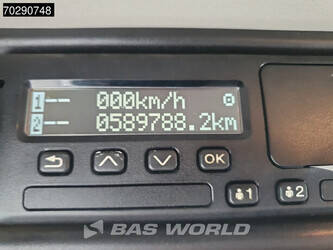 70290748
1 -- 000km/h
2 -- 0589788.2km
OK
1 2
BAS WORLD